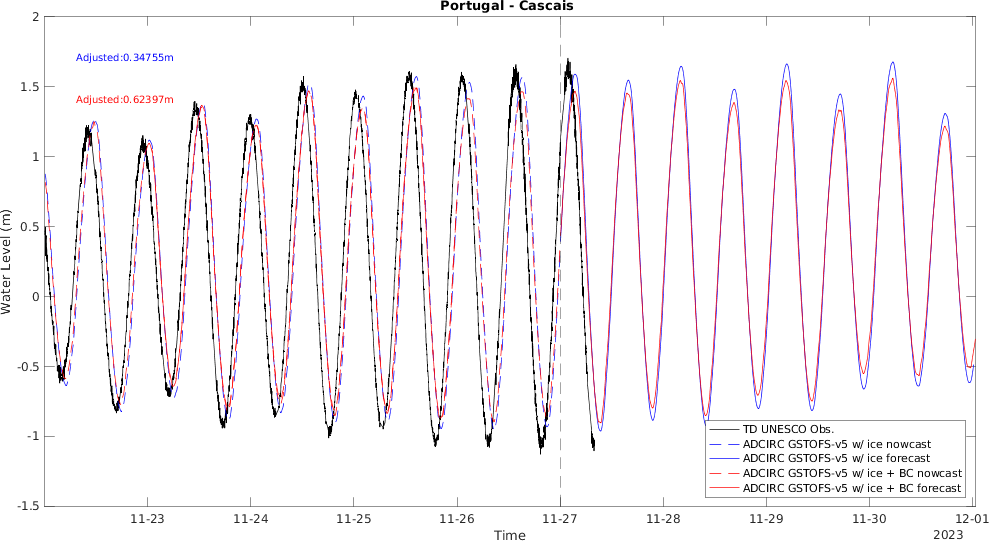 Portugal - Cascais
Adjusted:0.34755m
Adjusted:0.62397m
Water Level (m)
2
1.5
1
0.5
0
-0.5
-1
-1.5
TD UNESCO Obs.
ADCIRC GSTOFS-v5 w/ ice nowcast
ADCIRC GSTOFS-v5 w/ ice forecast
ADCIRC GSTOFS-v5 w/ ice + BC nowcast
ADCIRC GSTOFS-v5 w/ ice + BC forecast
11-23 11-24 11-25 11-26 11-27 11-28 11-29 11-30 12-01
Time
2023